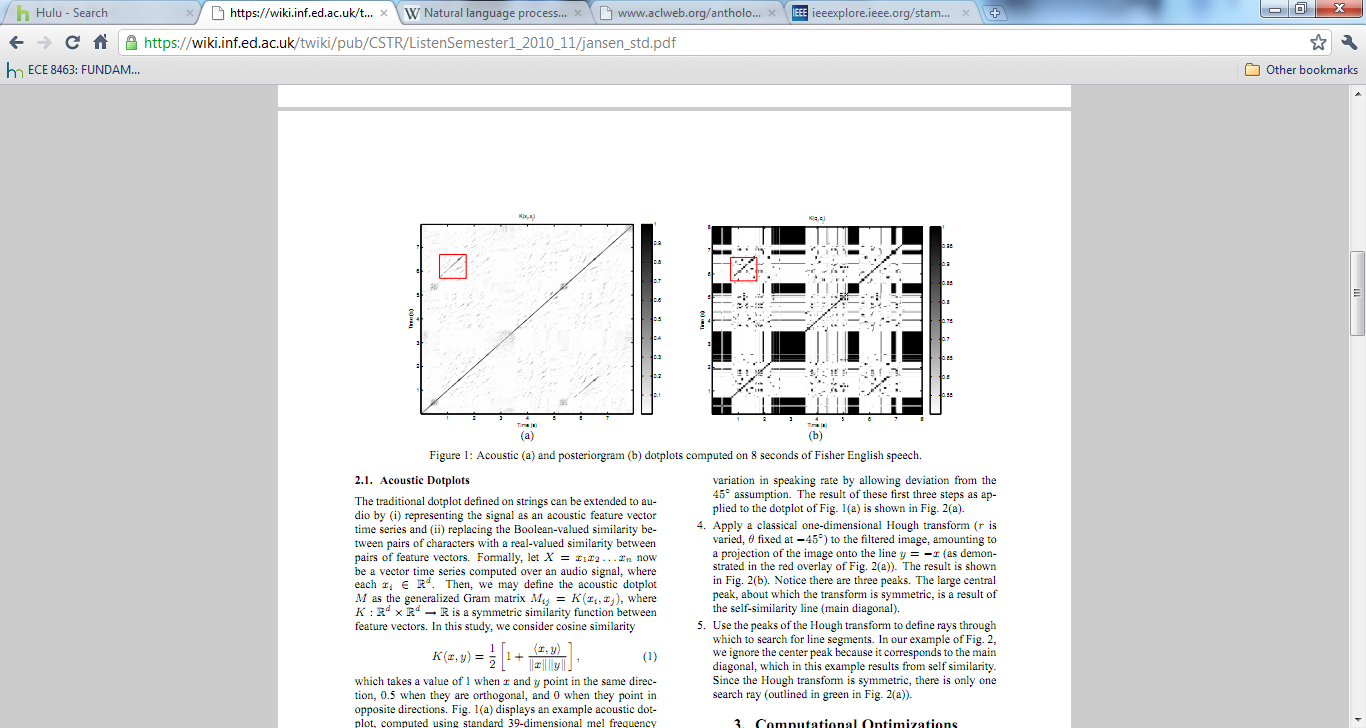 Hulu - Search
https://wiki.inf.ed.ac.uk/t...
Natural language process...
www.aclweb.org/antholo...
IEEE ieeexplore.ieee.org/stam...
https://wiki.inf.ed.ac.uk/twiki/pub/CSTR/ListenSemester1_2010_11/jansen_std.pdf
ECE 8463: FUNDAM...
Other bookmarks
Time (s)
(a)
Time (s)
(b)
Figure 1: Acoustic (a) and posteriorgram (b) dotplots computed on 8 seconds of Fisher English speech.
2.1. Acoustic Dotplots
The traditional dotplot defined on strings can be extended to au-
dio by (i) representing the signal as an acoustic feature vector
time series and (ii) replacing the Boolean-valued similarity be-
tween pairs of characters with a real-valued similarity between
pairs of feature vectors. Formally, let X = x₁x₂ . . . xₙ now
be a vector time series computed over an audio signal, where
each xᵢ ∈ ℝᵈ. Then, we may define the acoustic dotplot
M as the generalized Gram matrix Mᵢⱼ = K(xᵢ, xⱼ), where
K : ℝᵈ × ℝᵈ → ℝ is a symmetric similarity function between
feature vectors. In this study, we consider cosine similarity
K(x, y) = 1/2 [1 + ⟨x, y⟩ / ‖x‖‖y‖], (1)
which takes a value of 1 when x and y point in the same direc-
tion, 0.5 when they are orthogonal, and 0 when they point in
opposite directions. Fig. 1(a) displays an example acoustic dot-
plot, computed using standard 39-dimensional mel frequency
variation in speaking rate by allowing deviation from the
45° assumption. The result of these first three steps as ap-
plied to the dotplot of Fig. 1(a) is shown in Fig. 2(a).
4. Apply a classical one-dimensional Hough transform (r is
varied, θ fixed at −45°) to the filtered image, amounting to
a projection of the image onto the line y = −x (as demon-
strated in the red overlay of Fig. 2(a)). The result is shown
in Fig. 2(b). Notice there are three peaks. The large central
peak, about which the transform is symmetric, is a result of
the self-similarity line (main diagonal).
5. Use the peaks of the Hough transform to define rays through
which to search for line segments. In our example of Fig. 2,
we ignore the center peak because it corresponds to the main
diagonal, which in this example results from self similarity.
Since the Hough transform is symmetric, there is only one
search ray (outlined in green in Fig. 2(a)).
3. Computational Optimizations